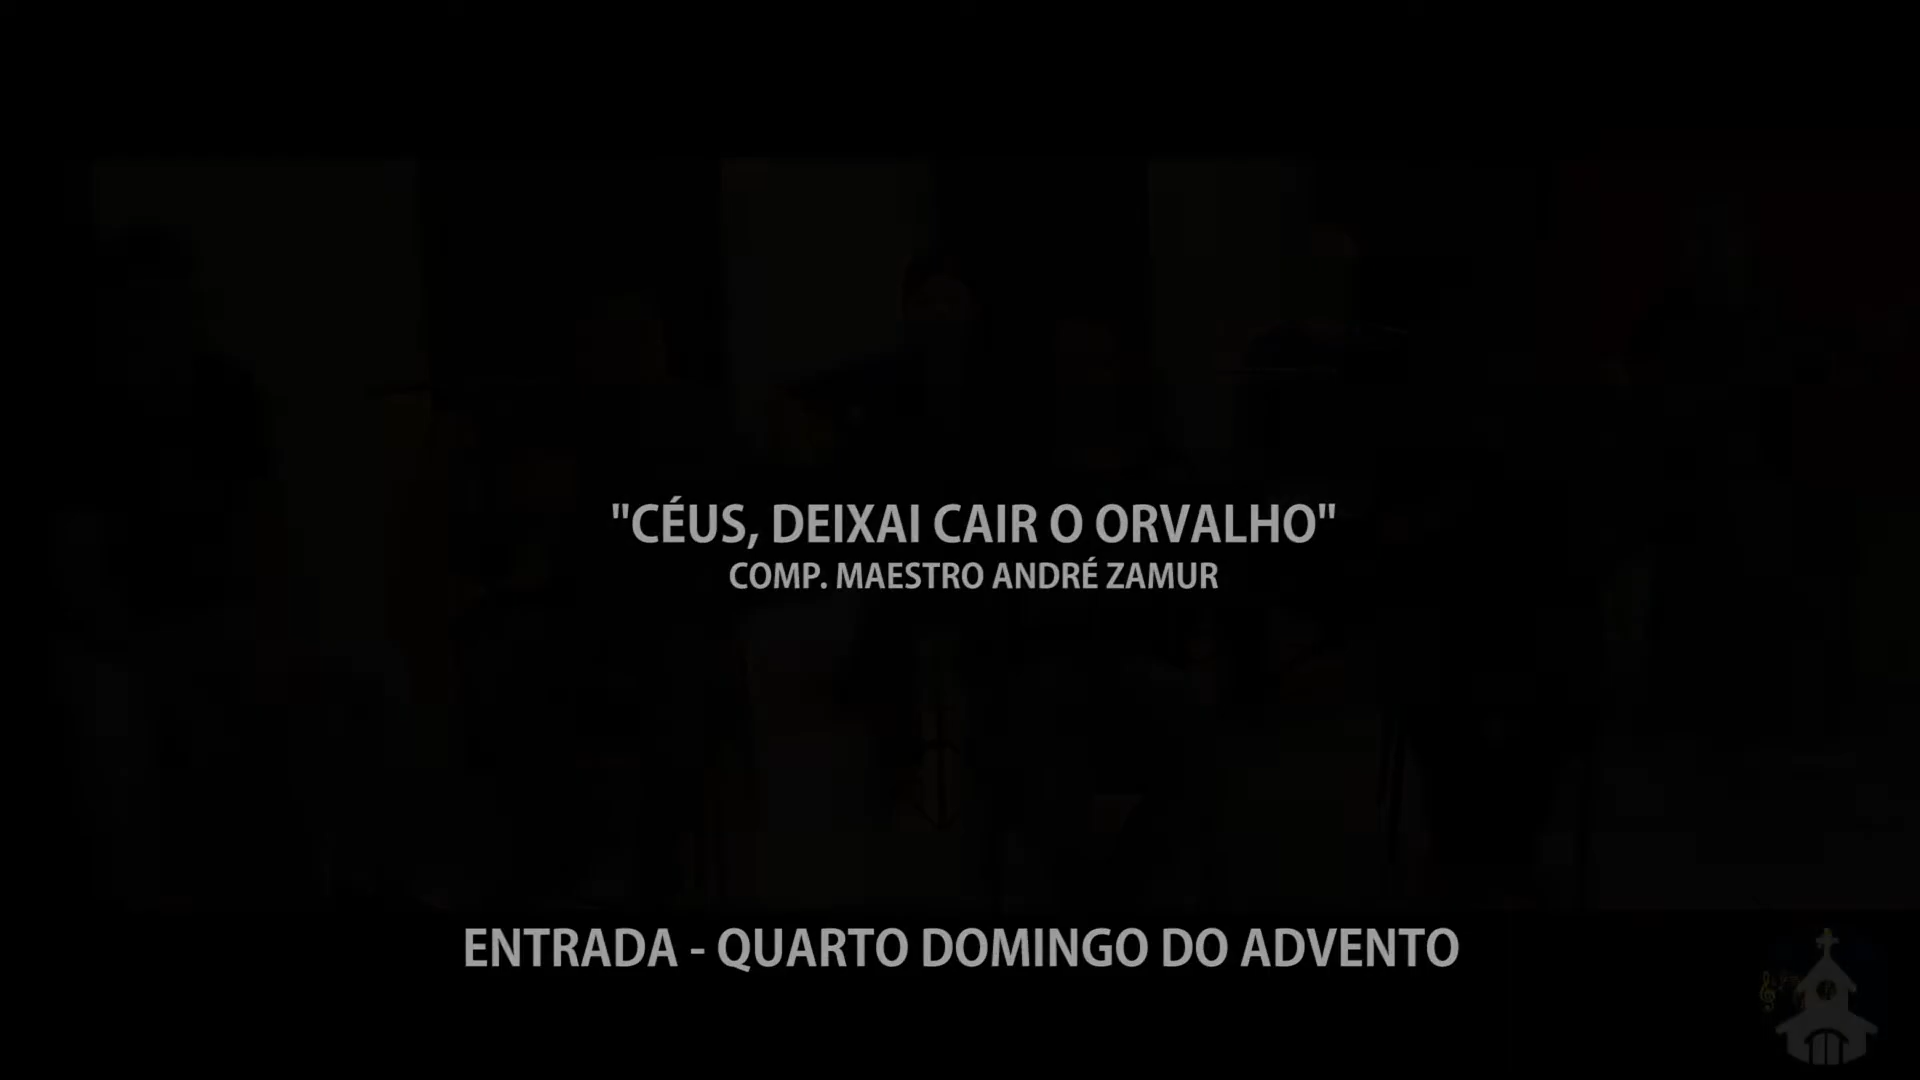 "CÉUS, DEIXAI CAIR O ORVALHO"
COMP. MAESTRO ANDRÉ ZAMUR
ENTRADA - QUARTO DOMINGO DO ADVENTO